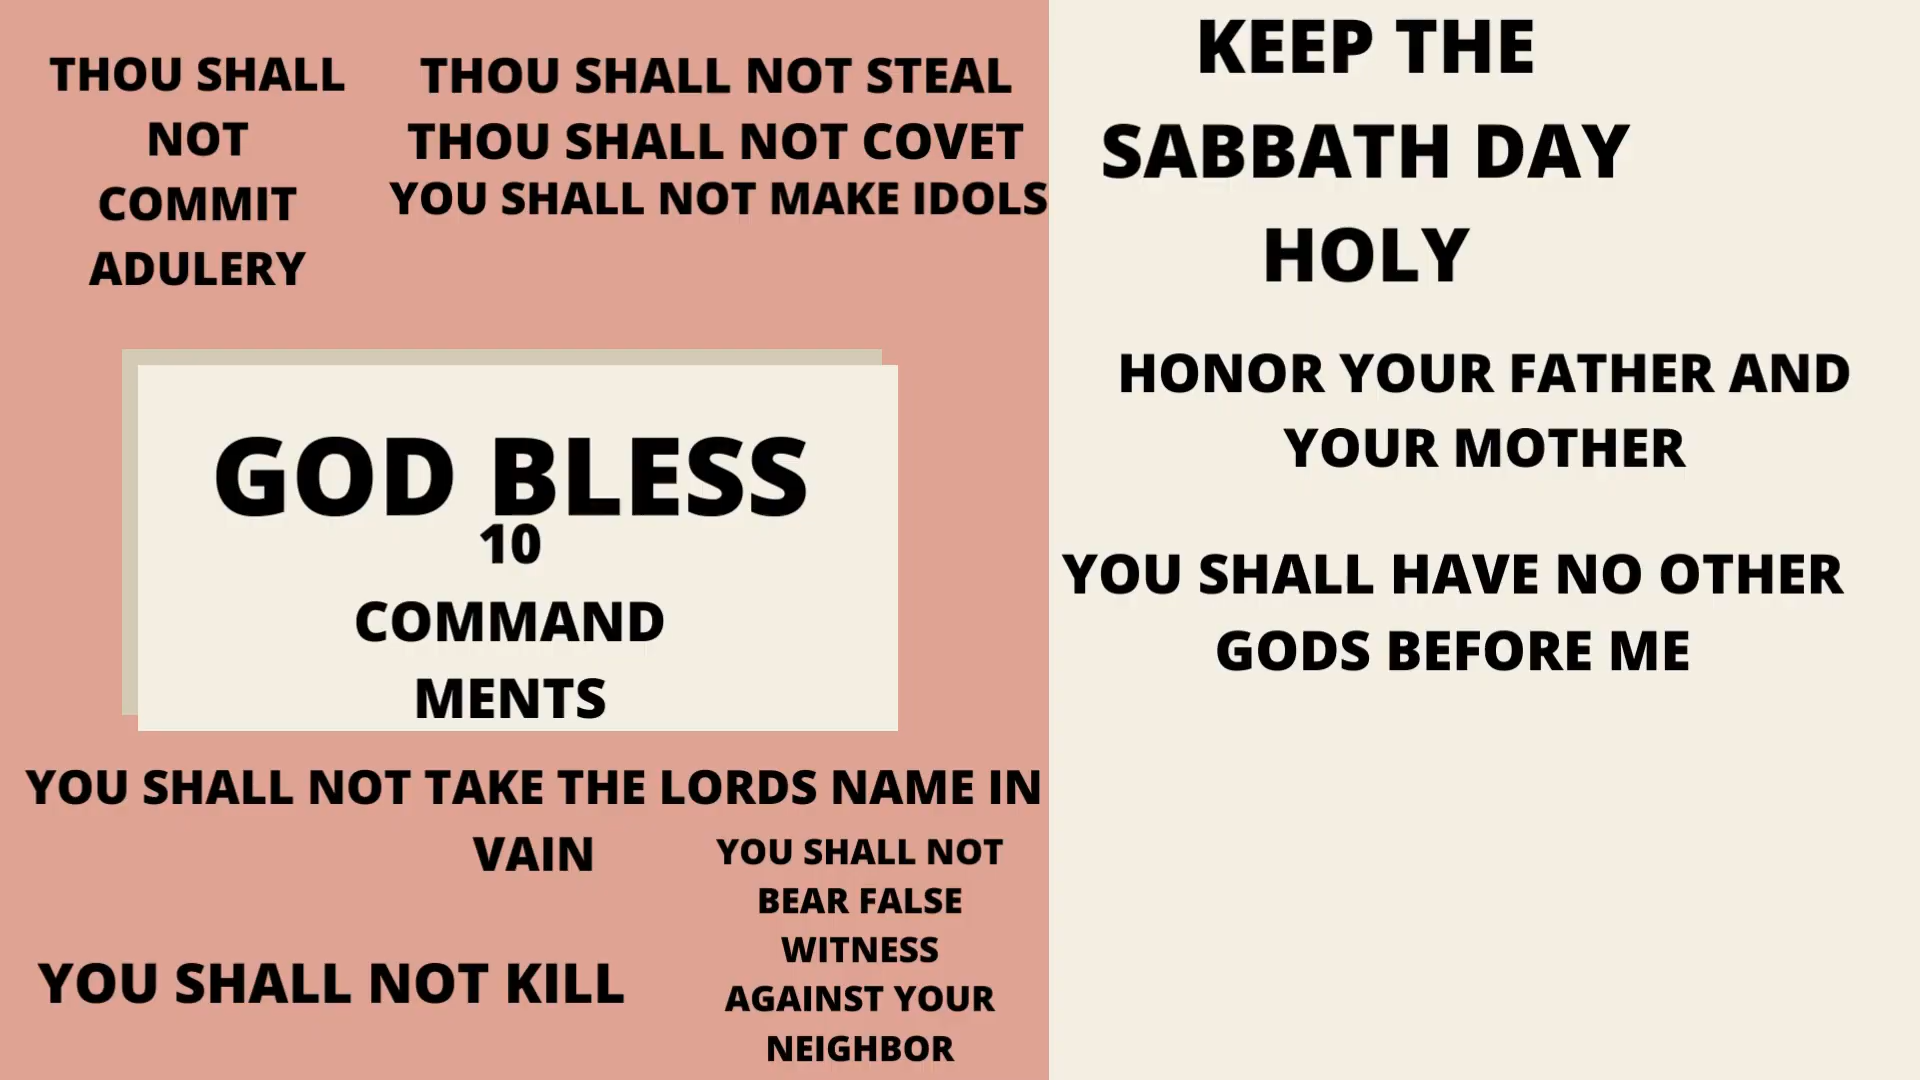 THOU SHALL
NOT
COMMIT
ADULERY
THOU SHALL NOT STEAL
THOU SHALL NOT COVET
YOU SHALL NOT MAKE IDOLS
GOD BLESS
10
COMMAND
MENTS
YOU SHALL NOT TAKE THE LORDS NAME IN
VAIN
YOU SHALL NOT KILL
YOU SHALL NOT
BEAR FALSE
WITNESS
AGAINST YOUR
NEIGHBOR
KEEP THE
SABBATH DAY
HOLY
HONOR YOUR FATHER AND
YOUR MOTHER
YOU SHALL HAVE NO OTHER
GODS BEFORE ME